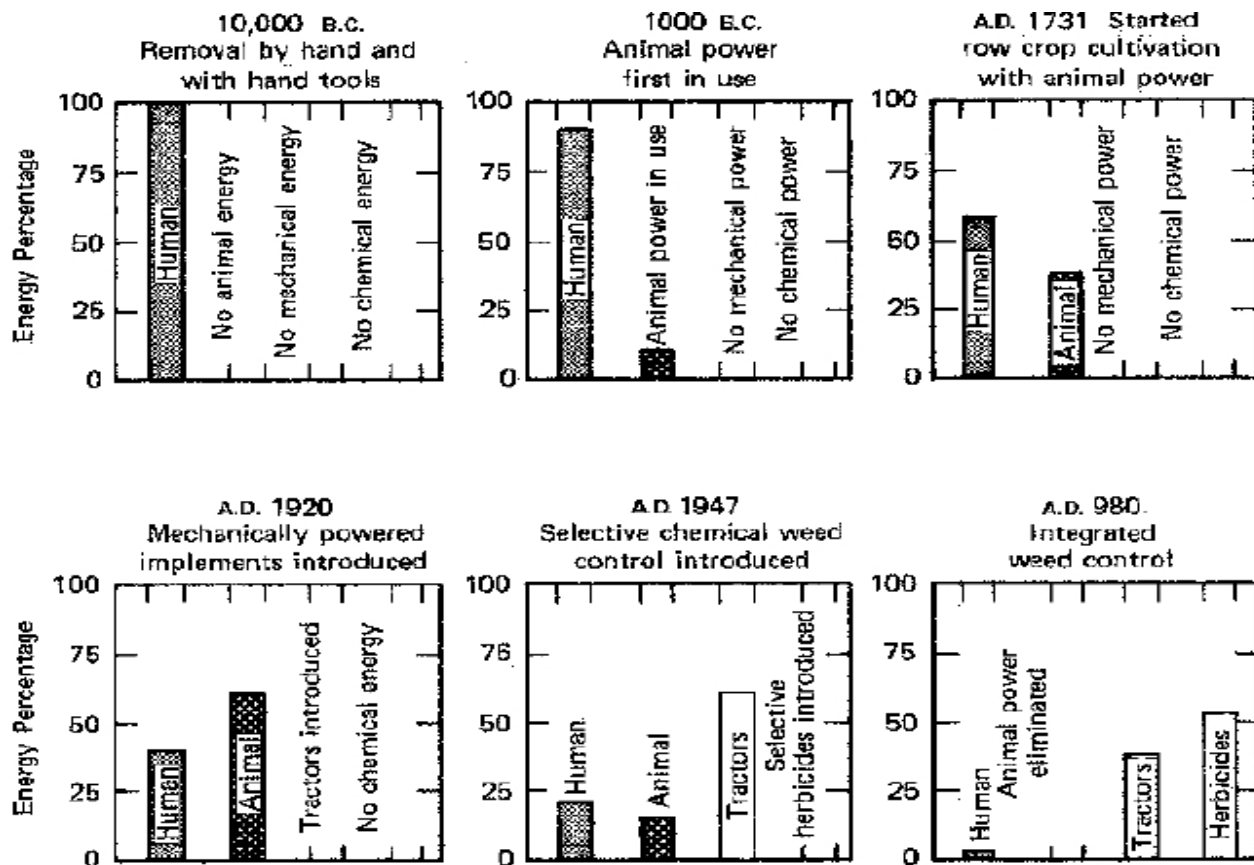 10,000 B.C.
Removal by hand and
with hand tools
Energy Percentage
100
75
50
25
0
Human
No animal energy
No mechanical energy
No chemical energy
1000 B.C.
Animal power
first in use
100
75
50
25
0
Human
Animal power in use
No mechanical power
No chemical power
A.D. 1731 Started
row crop cultivation
with animal power
100
75
50
25
0
Human
Animal
No mechanical power
No chemical power
A.D. 1920
Mechanically powered
implements introduced
Energy Percentage
100
75
50
25
0
Human
Animal
Tractors introduced
No chemical energy
A.D. 1947
Selective chemical weed
control introduced
100
75
50
25
0
Human
Animal
Tractors
Selective
herbicides introduced
A.D. 980
Integrated
weed control
100
75
50
25
0
Human
Animal power
eliminated
Tractors
Herbicides